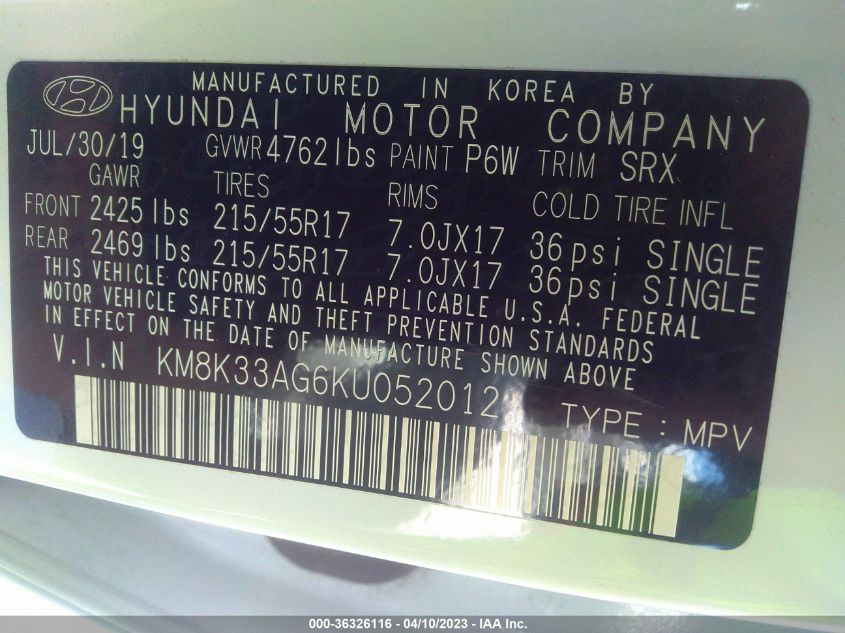 MANUFACTURED IN KOREA BY
HYUNDAI MOTOR COMPANY
JUL/30/19 GVWR 4762lbs PAINT P6W TRIM SRX
GAWR TIRES RIMS COLD TIRE INFL
FRONT 2425 lbs 215/55R17 7.0JX17 36psi SINGLE
REAR 2469 lbs 215/55R17 7.0JX17 36psi SINGLE
THIS VEHICLE CONFORMS TO ALL APPLICABLE U.S.A. FEDERAL
MOTOR VEHICLE SAFETY AND THEFT PREVENTION STANDARDS
IN EFFECT ON THE DATE OF MANUFACTURE SHOWN ABOVE
V.I.N KM8K33AG6KU052012
TYPE : MPV
000-36326116 - 04/10/2023 - IAA Inc.